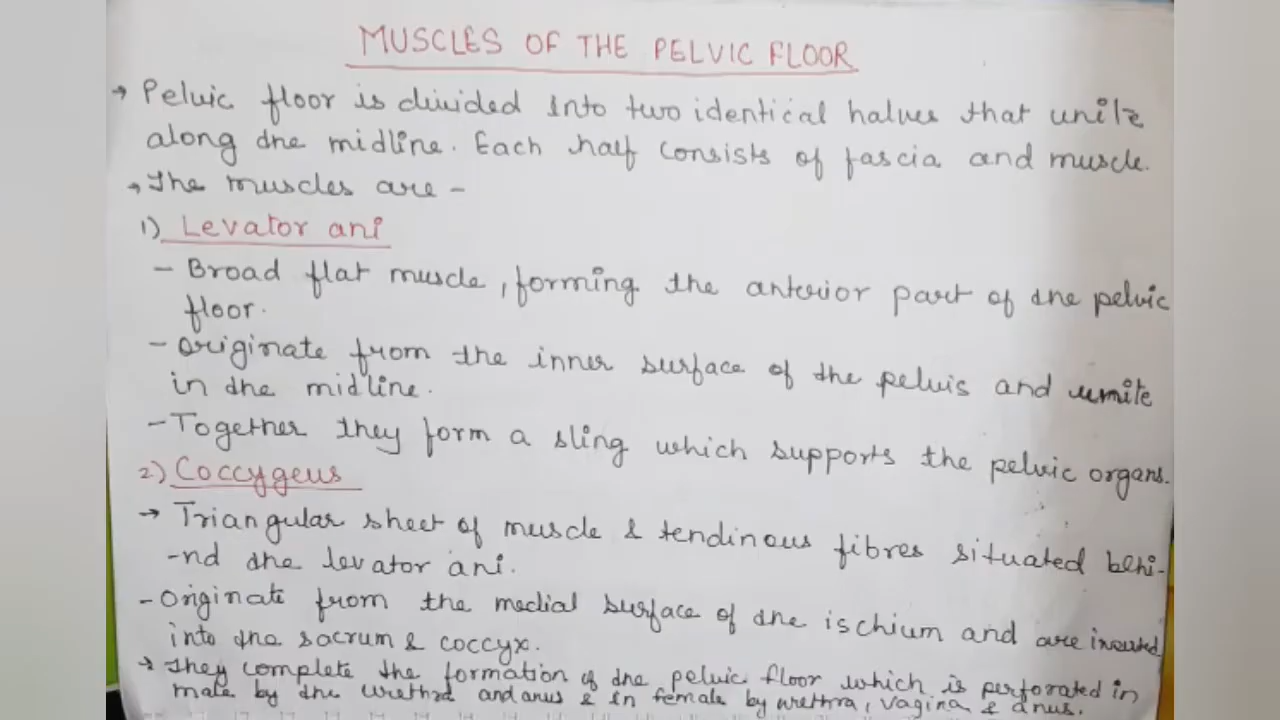 MUSCLES OF THE PELVIC FLOOR
→ Pelvic floor is divided into two identical halves that unite
along the midline. Each half consists of fascia and muscle.
→ The muscles are -
1) Levator ani
- Broad flat muscle, forming the anterior part of the pelvic
floor.
- Originate from the inner surface of the pelvis and unite
in the midline.
- Together they form a sling which supports the pelvic organs.
2) Coccygeus
→ Triangular sheet of muscle & tendinous fibres situated behi-
-nd the levator ani.
- Originate from the medial surface of the ischium and are inserted
into the sacrum & coccyx.
→ They complete the formation of the pelvic floor which is perforated in
male by the urethra and anus & in female by urethra, vagina & anus.